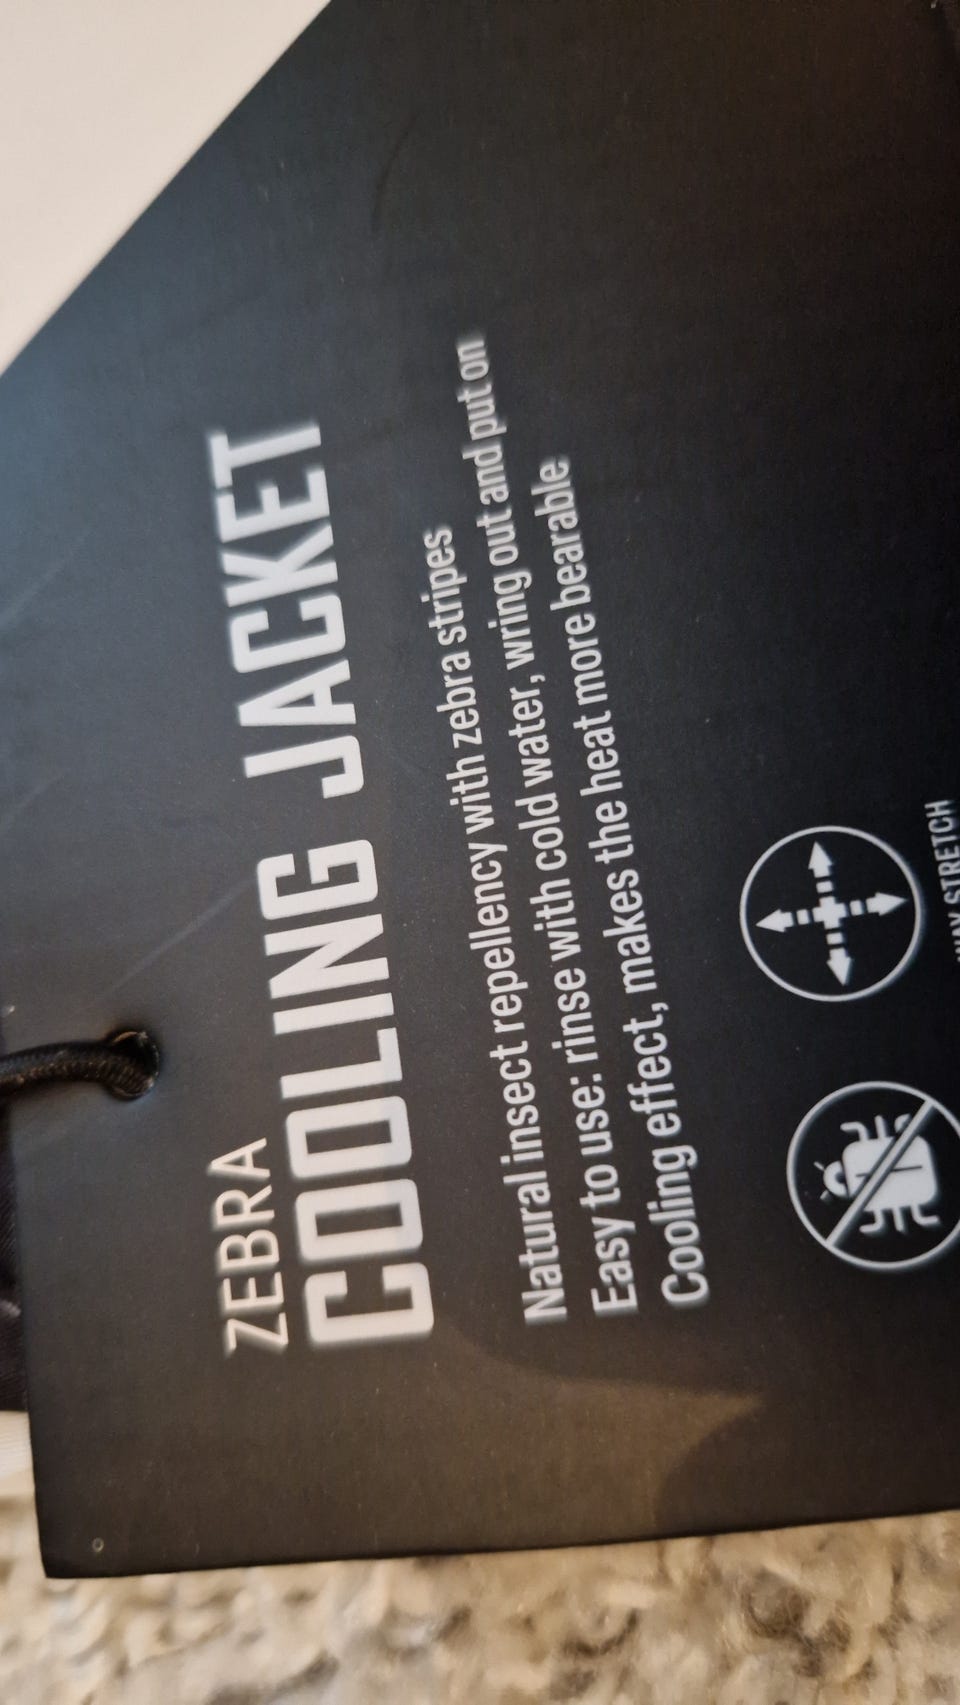 ZEBRA
COOLING JACKET
Natural insect repellency with zebra stripes
Easy to use: rinse with cold water, wring out and put on
Cooling effect, makes the heat more bearable
STRETCH